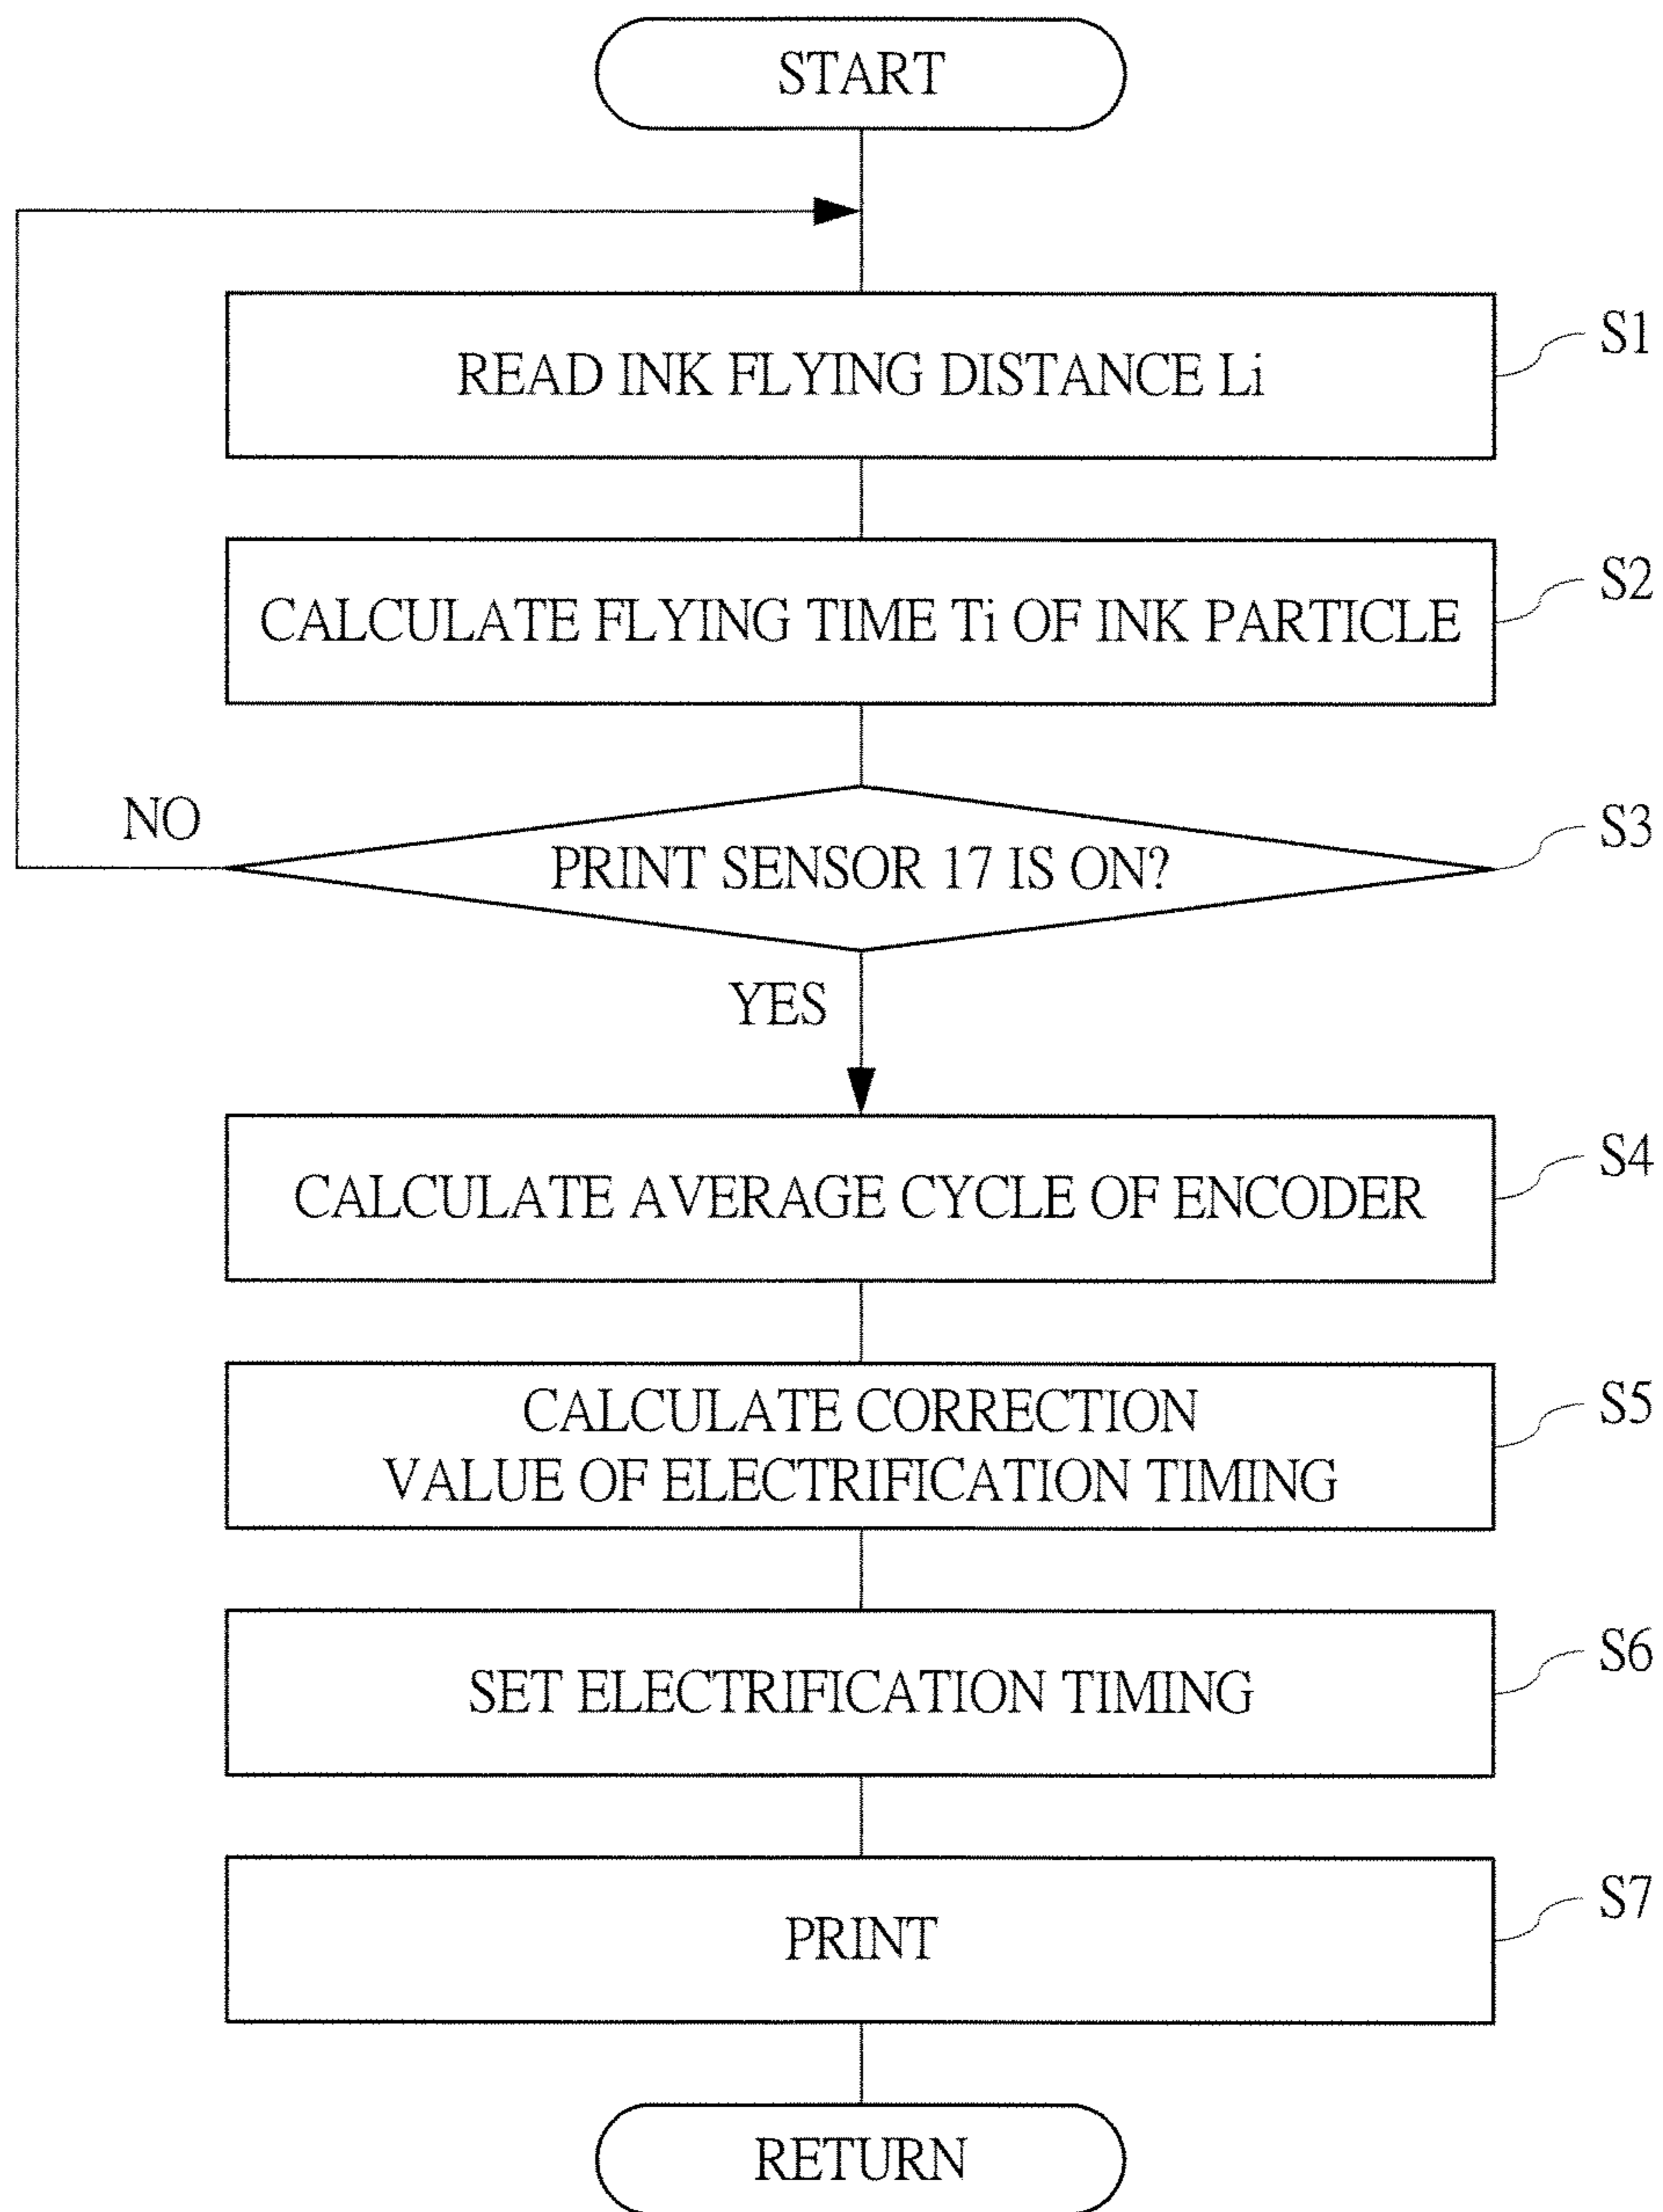 START
READ INK FLYING DISTANCE Li
S1
CALCULATE FLYING TIME Ti OF INK PARTICLE
S2
NO
PRINT SENSOR 17 IS ON?
S3
YES
CALCULATE AVERAGE CYCLE OF ENCODER
S4
CALCULATE CORRECTION
VALUE OF ELECTRIFICATION TIMING
S5
SET ELECTRIFICATION TIMING
S6
PRINT
S7
RETURN